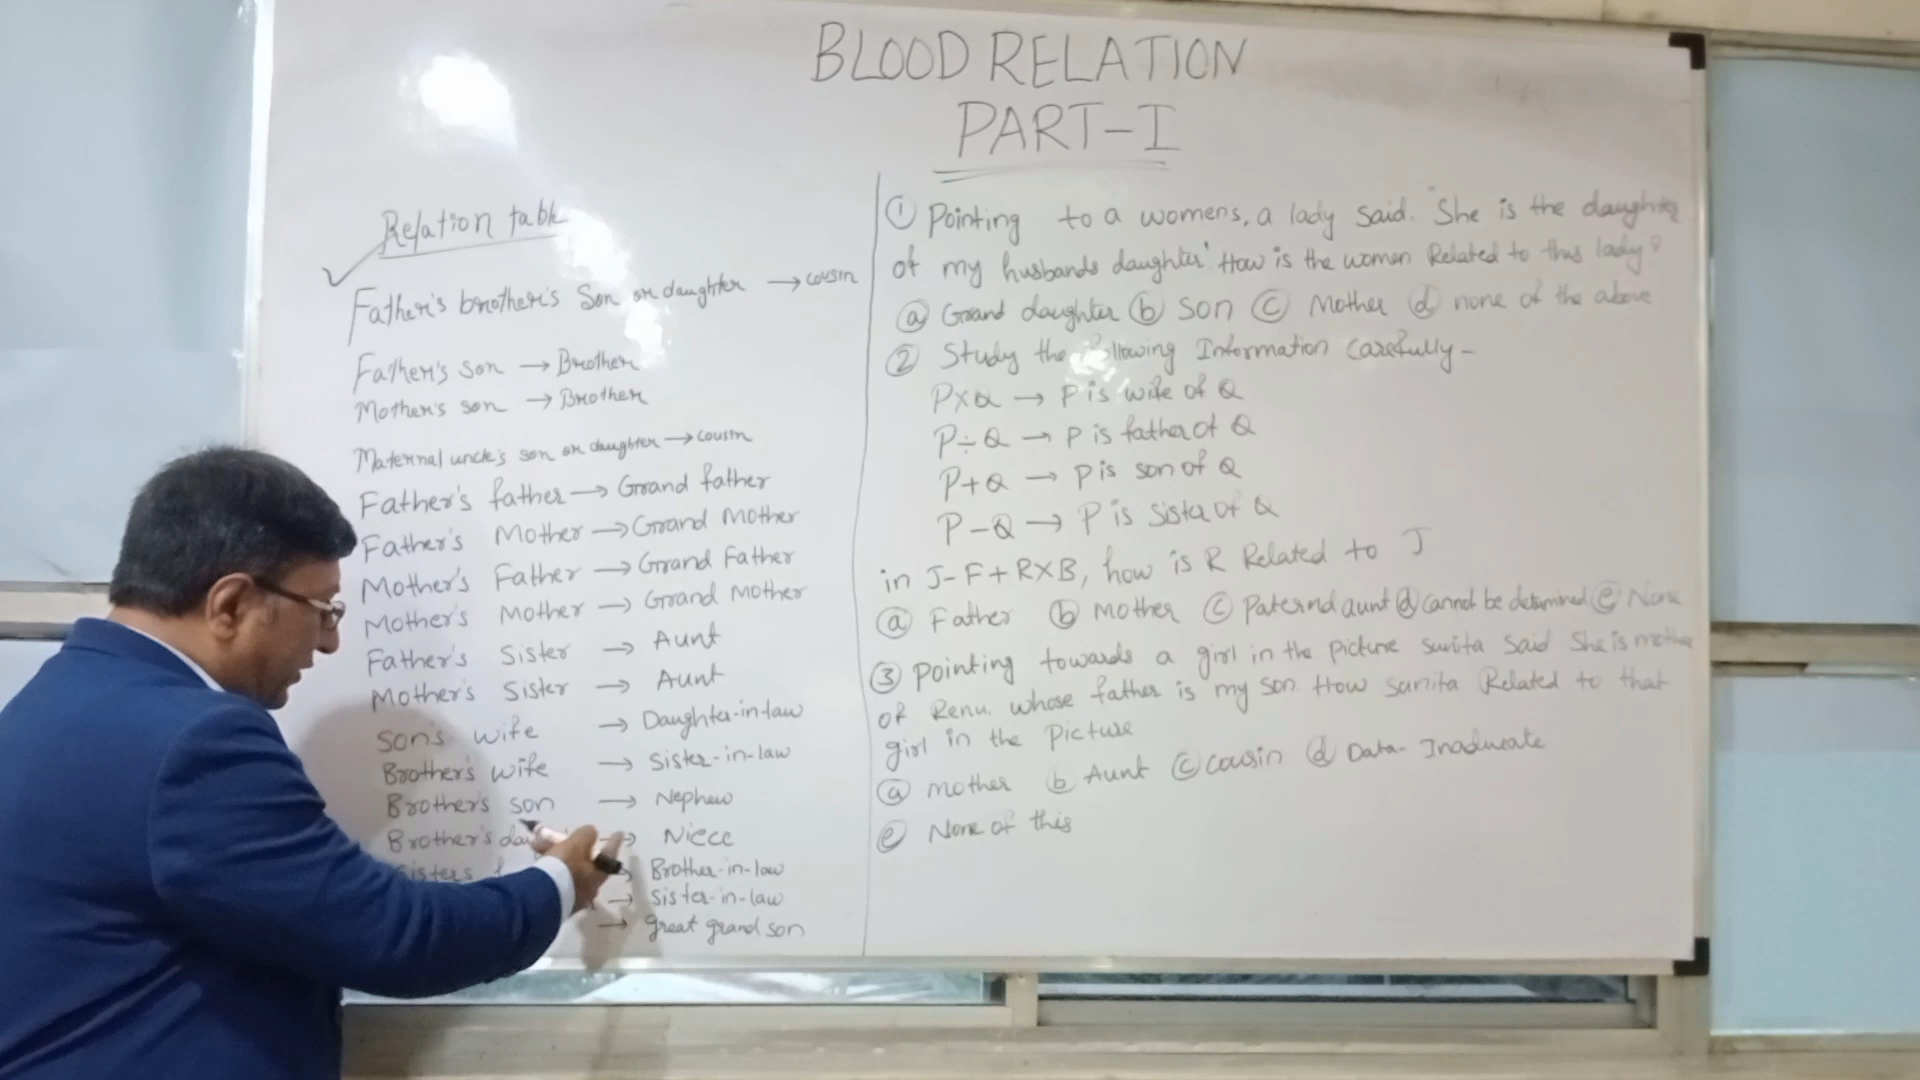 BLOOD RELATION
PART-I
Relation table
Father's brother's Son or daughter → cousin
Father's son → Brother
Mother's son → Brother
Maternal uncle's son or daughter → cousin
Father's father → Grand father
Father's Mother → Grand Mother
Mother's Father → Grand Father
Mother's Mother → Grand Mother
Father's Sister → Aunt
Mother's Sister → Aunt
Son's wife → Daughter-in-law
Brother's wife → Sister-in-law
Brother's son → Nephew
Brother's → Niece
Sisters → Brother-in-law
→ Sister-in-law
→ great grand son
① Pointing to a womens, a lady said. "She is the daughter
of my husbands daughter". How is the women Related to this lady?
ⓐ Grand daughter ⓑ Son ⓒ Mother ⓓ none of the above
② Study the following Information carefully -
P×Q → P is wife of Q
P÷Q → P is father of Q
P+Q → P is son of Q
P-Q → P is Sister of Q
in J-F+R×B, how is R Related to J
ⓐ Father ⓑ Mother ⓒ Paternal aunt ⓓ cannot be determined ⓔ None
③ Pointing towards a girl in the picture sunita said She is mother
of Renu whose father is my son. How sunita Related to that
girl in the Picture
ⓐ mother ⓑ Aunt ⓒ cousin ⓓ Data-Inaducate
ⓔ None of this